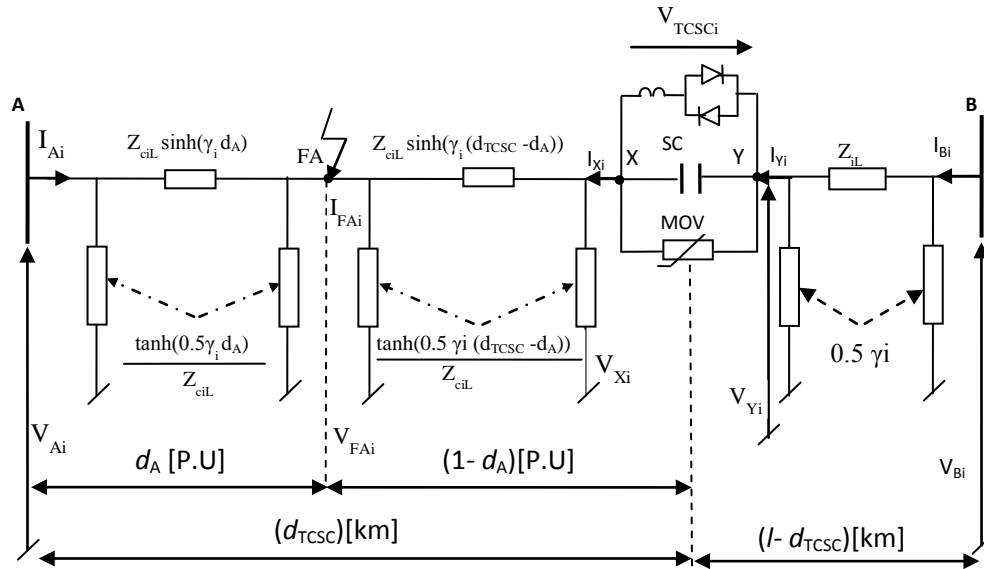 V_TCSCi
A
B
I_Ai
Z_ciL sinh(γ_i d_A)
FA
Z_ciL sinh(γ_i (d_TCSC -d_A))
I_Xi
X
SC
Y
I_Yi
Z_iL
I_Bi
I_FAi
MOV
tanh(0.5γ_i d_A)
Z_ciL
tanh(0.5 γi (d_TCSC -d_A))
Z_ciL
V_Xi
0.5 γi
V_Yi
V_Ai
V_FAi
V_Bi
d_A [P.U]
(1- d_A)[P.U]
(d_TCSC)[km]
(l- d_TCSC)[km]